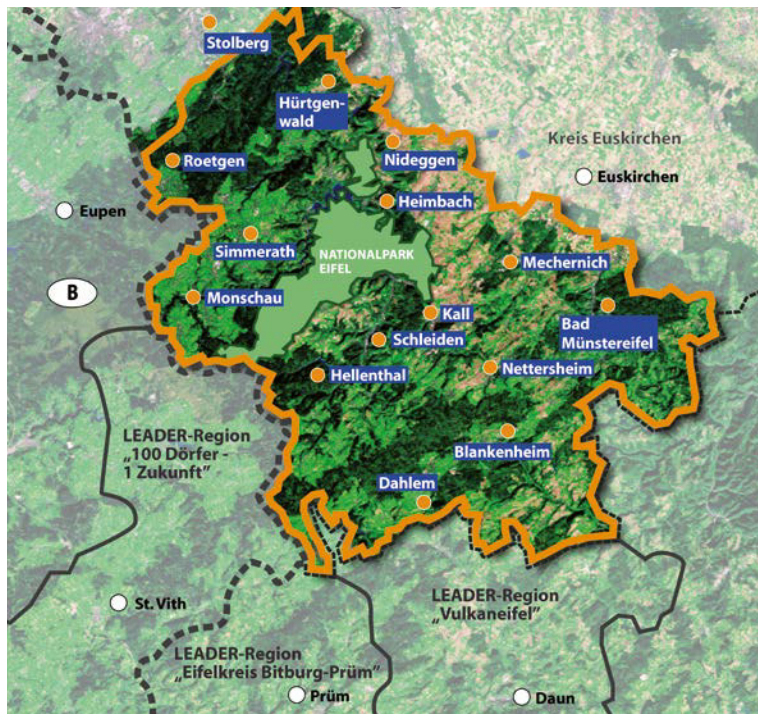 Stolberg
Hürtgen-
wald
Nideggen
Kreis Euskirchen
Roetgen
Euskirchen
Heimbach
Eupen
Simmerath
NATIONALPARK
EIFEL
Mechernich
B
Monschau
Kall
Bad
Münstereifel
Schleiden
Hellenthal
Nettersheim
LEADER-Region
„100 Dörfer -
1 Zukunft”
Blankenheim
Dahlem
St. Vith
LEADER-Region
„Vulkaneifel”
LEADER-Region
„Eifelkreis Bitburg-Prüm”
Prüm
Daun